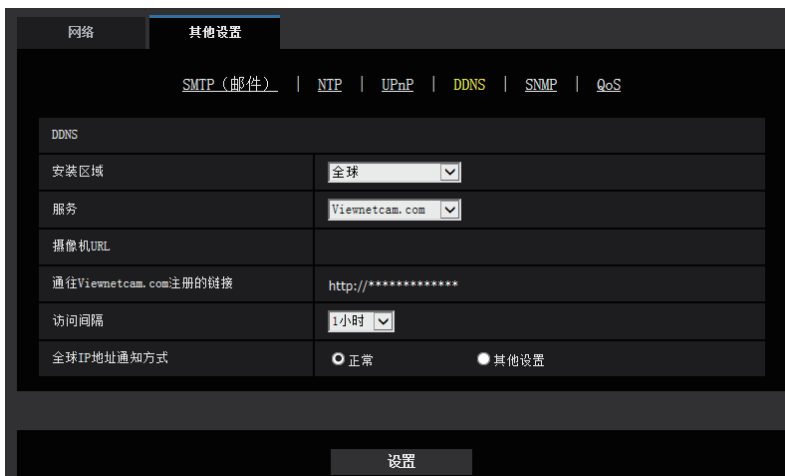 网络 其他设置
SMTP（邮件） | NTP | UPnP | DDNS | SNMP | QoS
DDNS
安装区域 全球
服务 Viewnetcam.com
摄像机URL
通往Viewnetcam.com注册的链接 http://*************
访问间隔 1小时
全球IP地址通知方式 正常 其他设置
设置